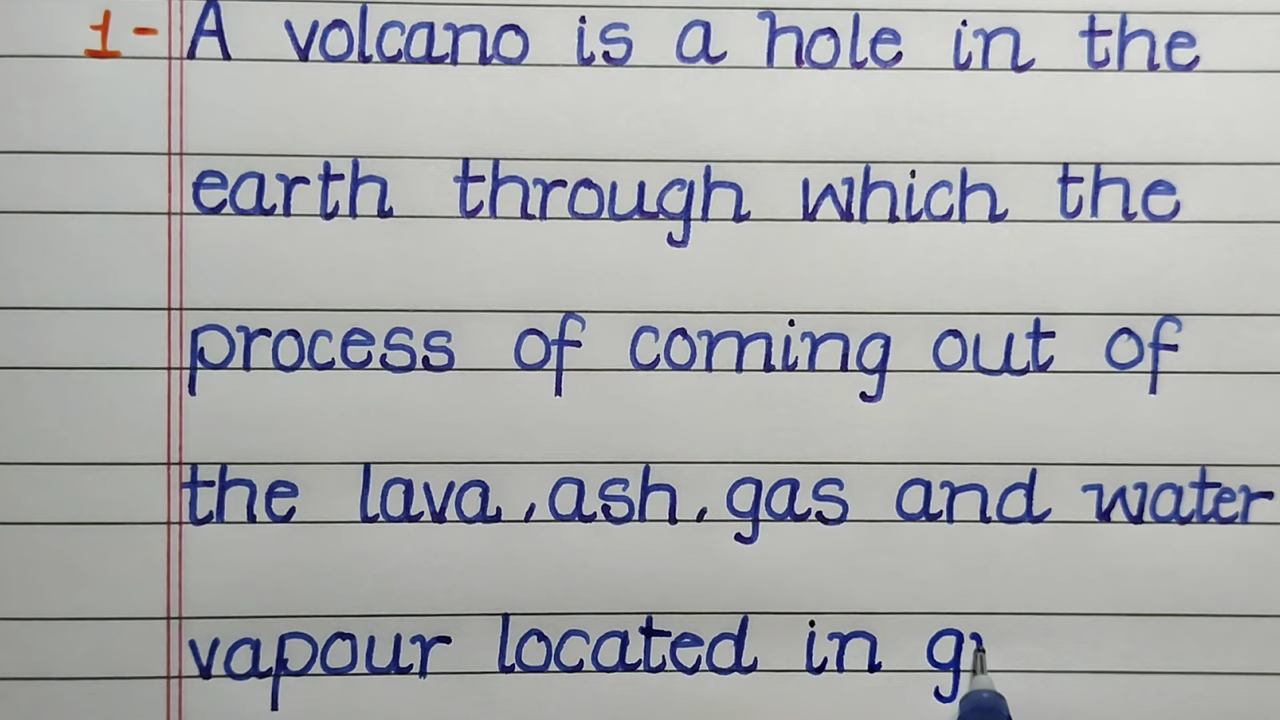 1- A volcano is a hole in the
earth through which the
process of coming out of
the lava, ash, gas and water
vapour located in g